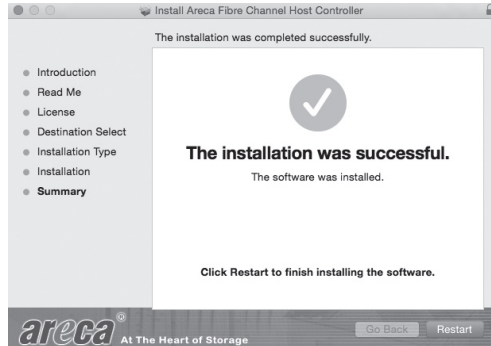 Install Areca Fibre Channel Host Controller
The installation was completed successfully.
Introduction
Read Me
License
Destination Select
Installation Type
Installation
Summary
The installation was successful.
The software was installed.
Click Restart to finish installing the software.
areca®
At The Heart of Storage
Go Back
Restart